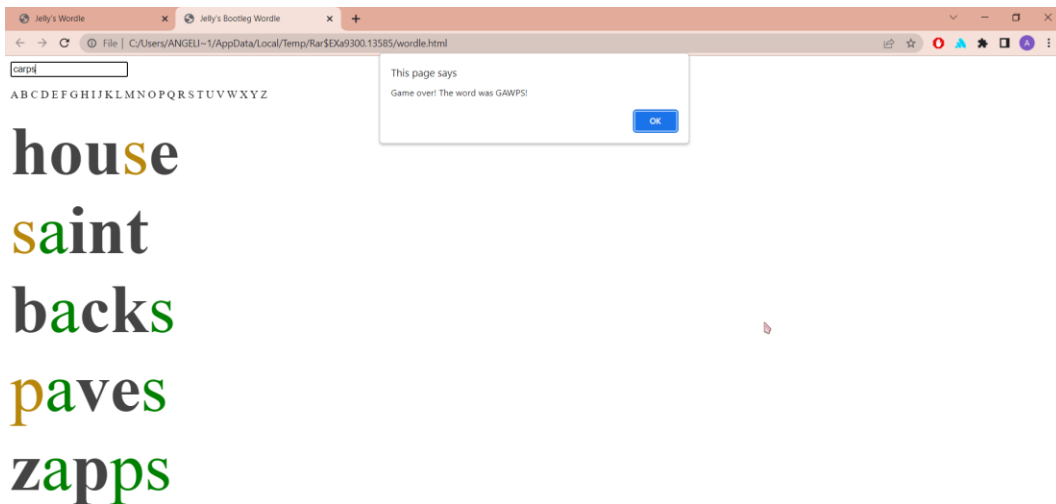 Jelly's Wordle
Jelly's Bootleg Wordle
File | C:/Users/ANGELI~1/AppData/Local/Temp/Rar$EXa9300.13585/wordle.html
A
carps
This page says
Game over! The word was GAWPS!
OK
A B C D E F G H I J K L M N O P Q R S T U V W X Y Z
house
saint
backs
paves
zapps